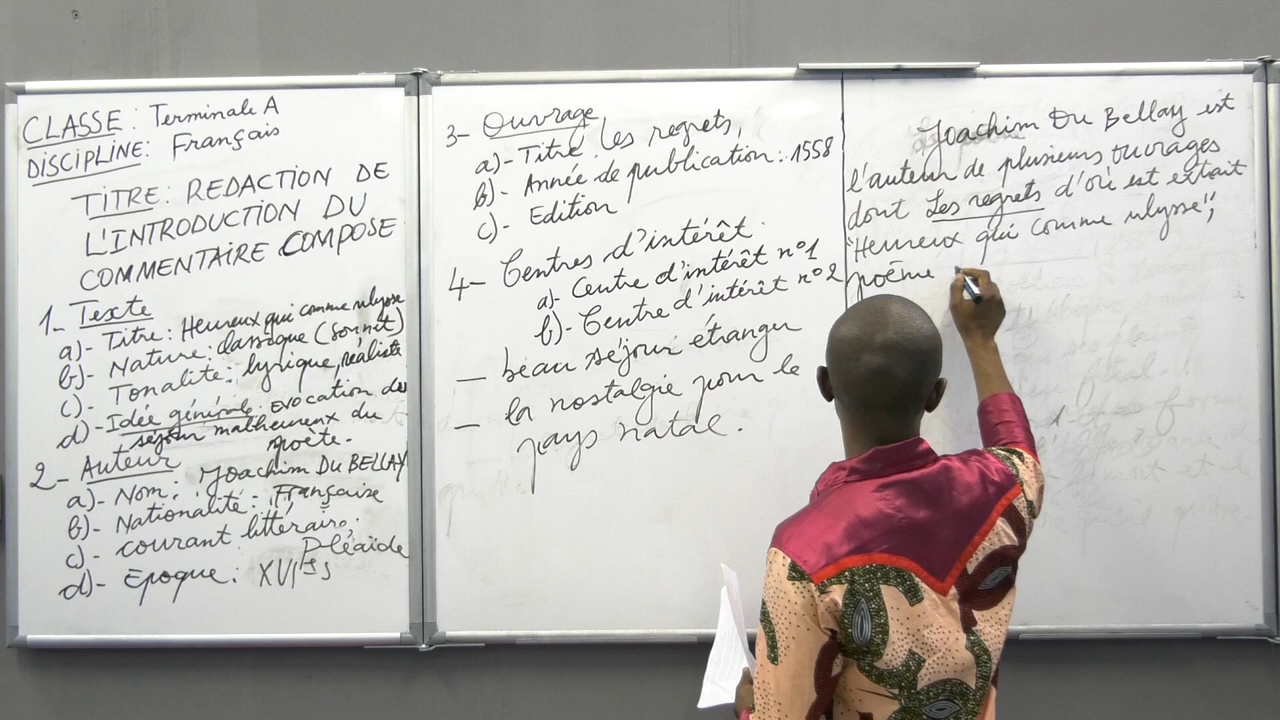 CLASSE : Terminale A
DISCIPLINE : Français
TITRE : REDACTION DE
L'INTRODUCTION DU
COMMENTAIRE COMPOSE
1- Texte
a)- Titre : Heureux qui comme ulysse
b)- Nature : classique (sonnet)
c)- Tonalité : lyrique, réaliste
d)- Idée générale, evocation du
séjour malheureux du
poète.
2- Auteur
a)- Nom : Joachim DU BELLAY
b)- Nationalité : Française
c)- courant littéraire :
Pléaïde
d)- Epoque : XVI
3- Ouvrage
a)- Titre. les regrets,
b)- Année de publication : 1558
c)- Edition
4- Centres d'intérêt.
a)- Centre d'intérêt n°1
b)- Centre d'intérêt n°2
— beau séjour étranger
— la nostalgie pour le
pays natal.
Joachim Du Bellay est
l'auteur de plusieurs ouvrages
dont Les regrets d'où est extrait
"Heureux qui comme ulysse",
poème